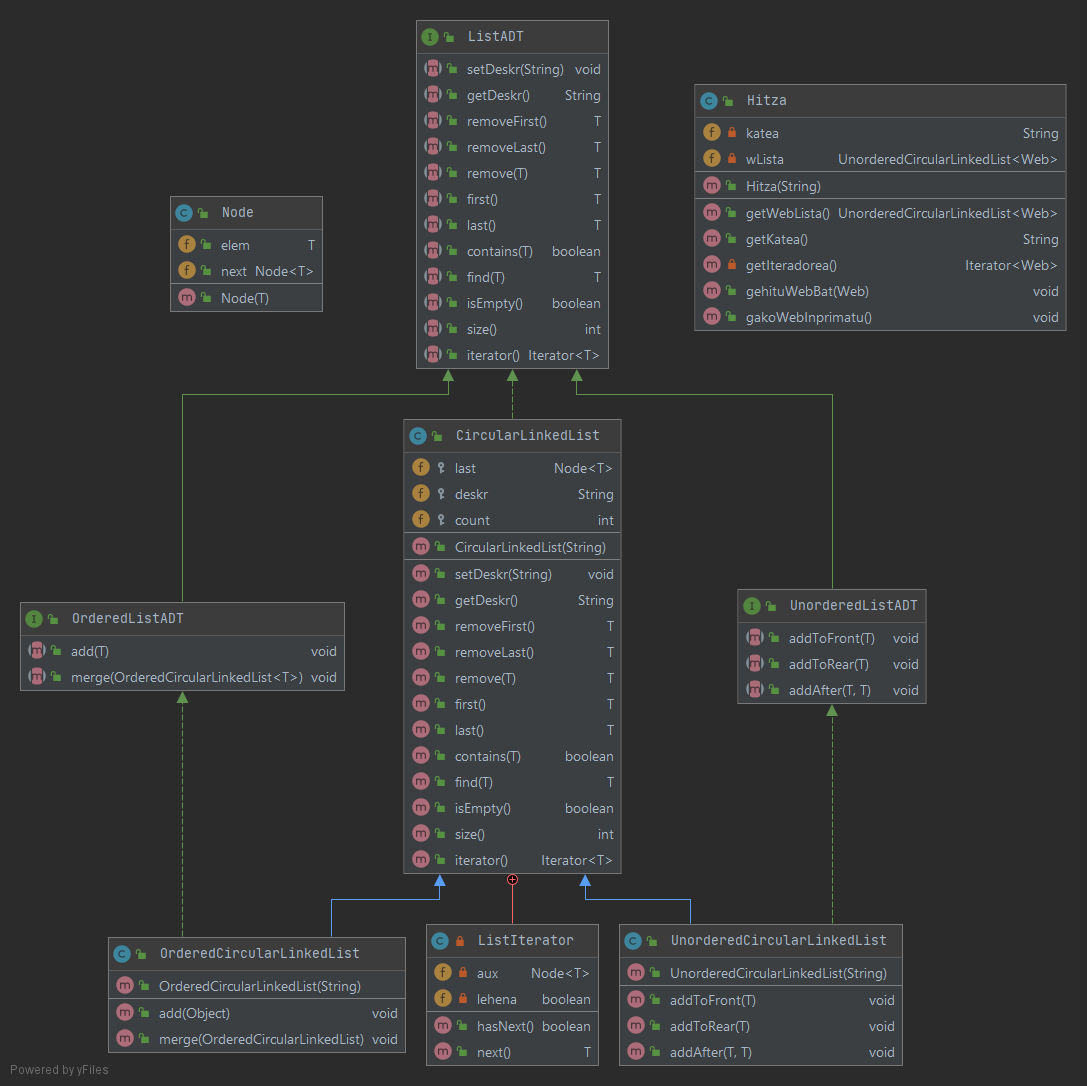 ListADT
setDeskr(String) void
getDeskr() String
removeFirst() T
removeLast() T
remove(T) T
first() T
last() T
contains(T) boolean
find(T) T
isEmpty() boolean
size() int
iterator() Iterator<T>
Hitza
katea String
wLista UnorderedCircularLinkedList<Web>
Hitza(String)
getWebLista() UnorderedCircularLinkedList<Web>
getKatea() String
getIteradorea() Iterator<Web>
gehituWebBat(Web) void
gakoWebInprimatu() void
Node
elem T
next Node<T>
Node(T)
CircularLinkedList
last Node<T>
deskr String
count int
CircularLinkedList(String)
setDeskr(String) void
getDeskr() String
removeFirst() T
removeLast() T
remove(T) T
first() T
last() T
contains(T) boolean
find(T) T
isEmpty() boolean
size() int
iterator() Iterator<T>
OrderedListADT
add(T) void
merge(OrderedCircularLinkedList<T>) void
UnorderedListADT
addToFront(T) void
addToRear(T) void
addAfter(T, T) void
OrderedCircularLinkedList
OrderedCircularLinkedList(String)
add(Object) void
merge(OrderedCircularLinkedList) void
ListIterator
aux Node<T>
lehena boolean
hasNext() boolean
next() T
UnorderedCircularLinkedList
UnorderedCircularLinkedList(String)
addToFront(T) void
addToRear(T) void
addAfter(T, T) void
Powered by yFiles